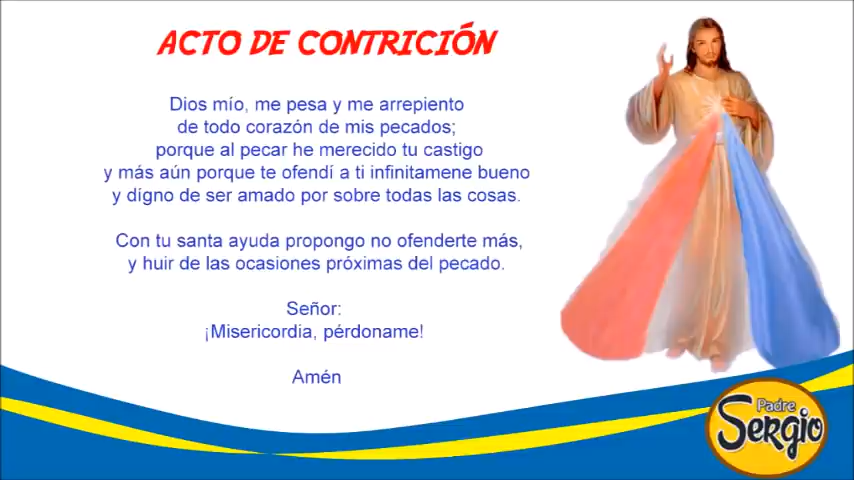 ACTO DE CONTRICIÓN
Dios mío, me pesa y me arrepiento
de todo corazón de mis pecados;
porque al pecar he merecido tu castigo
y más aún porque te ofendí a ti infinitamene bueno
y dígno de ser amado por sobre todas las cosas.
Con tu santa ayuda propongo no ofenderte más,
y huir de las ocasiones próximas del pecado.
Señor:
¡Misericordia, pérdoname!
Amén
Padre
Sergio